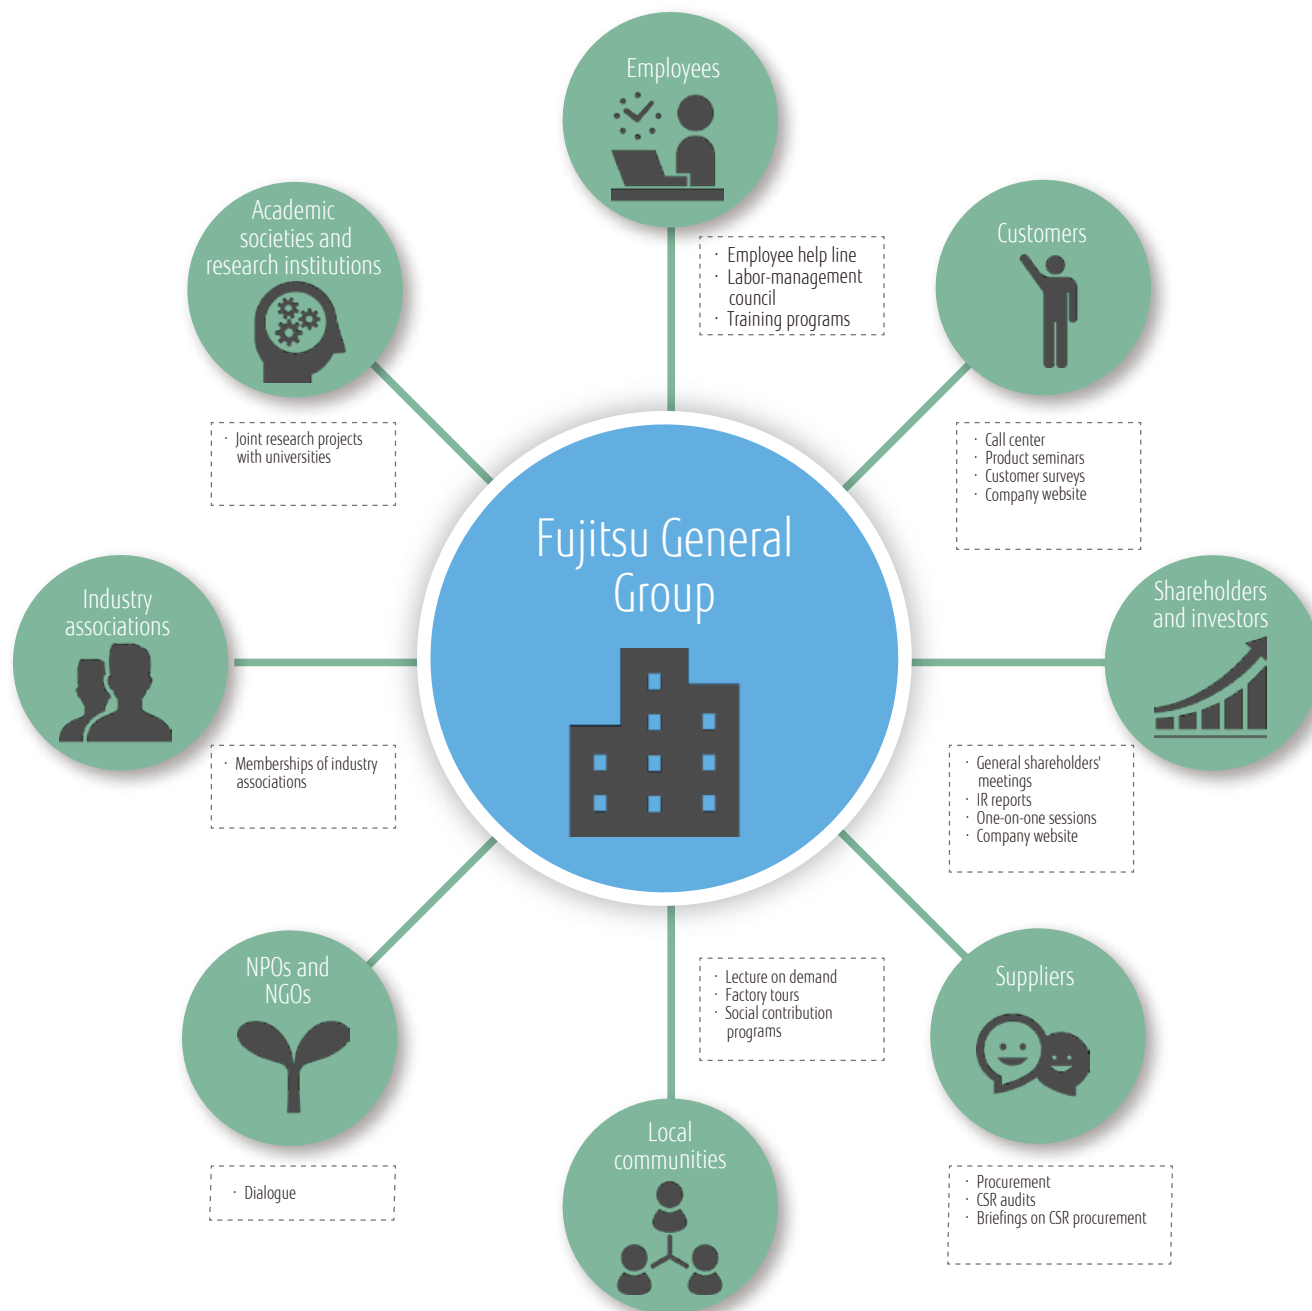 Employees
· Employee help line
· Labor-management
council
· Training programs
Customers
· Call center
· Product seminars
· Customer surveys
· Company website
Shareholders
and investors
· General shareholders'
meetings
· IR reports
· One-on-one sessions
· Company website
Suppliers
· Procurement
· CSR audits
· Briefings on CSR procurement
Local
communities
· Lecture on demand
· Factory tours
· Social contribution
programs
NPOs and
NGOs
· Dialogue
Industry
associations
· Memberships of industry
associations
Academic
societies and
research institutions
· Joint research projects
with universities
Fujitsu General
Group